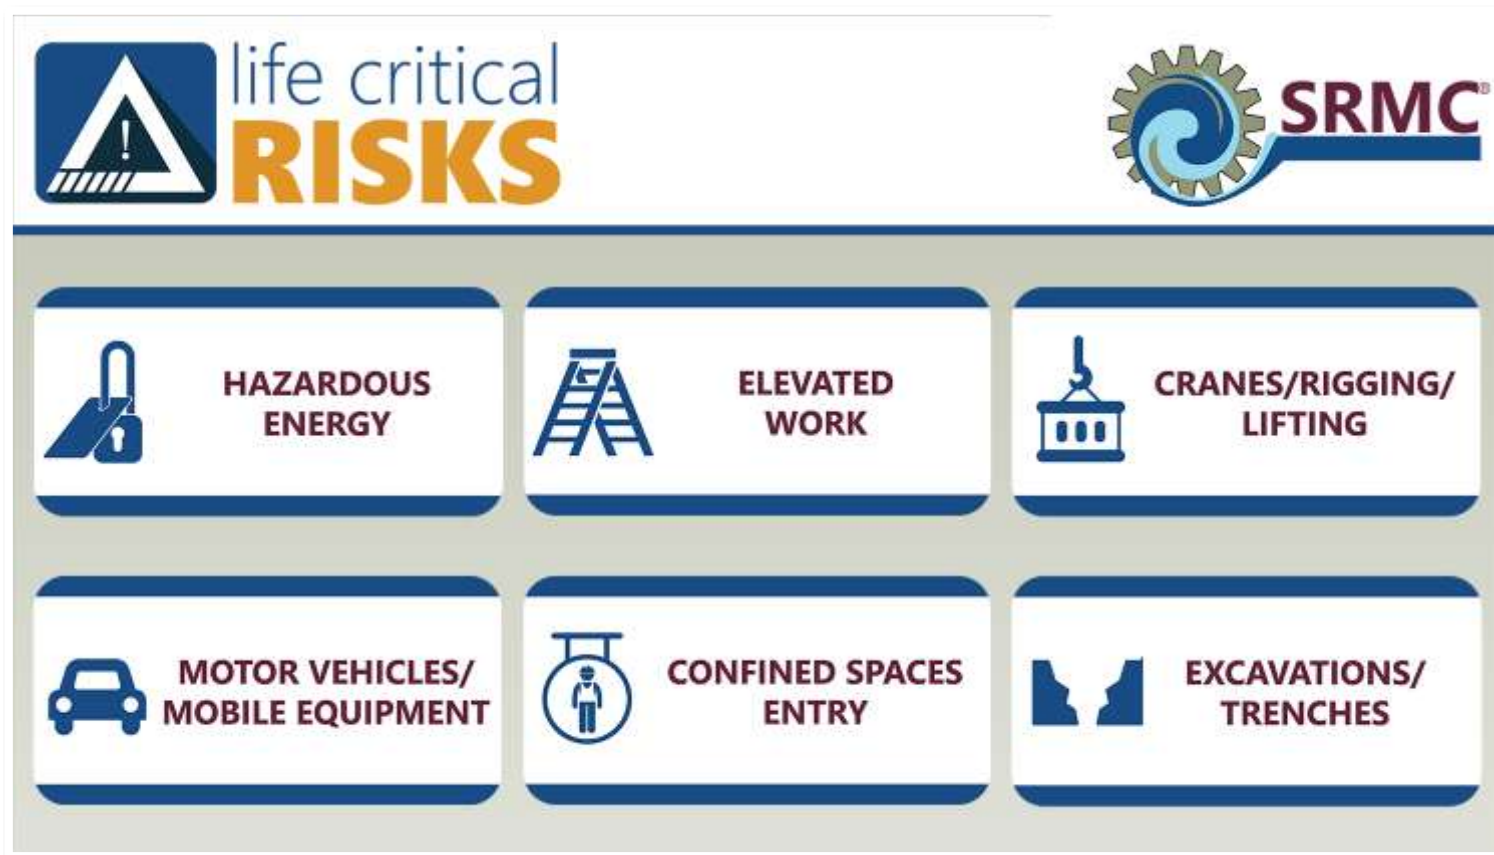 life critical
RISKS
!
SRMC®
HAZARDOUS
ENERGY
ELEVATED
WORK
CRANES/RIGGING/
LIFTING
MOTOR VEHICLES/
MOBILE EQUIPMENT
CONFINED SPACES
ENTRY
EXCAVATIONS/
TRENCHES